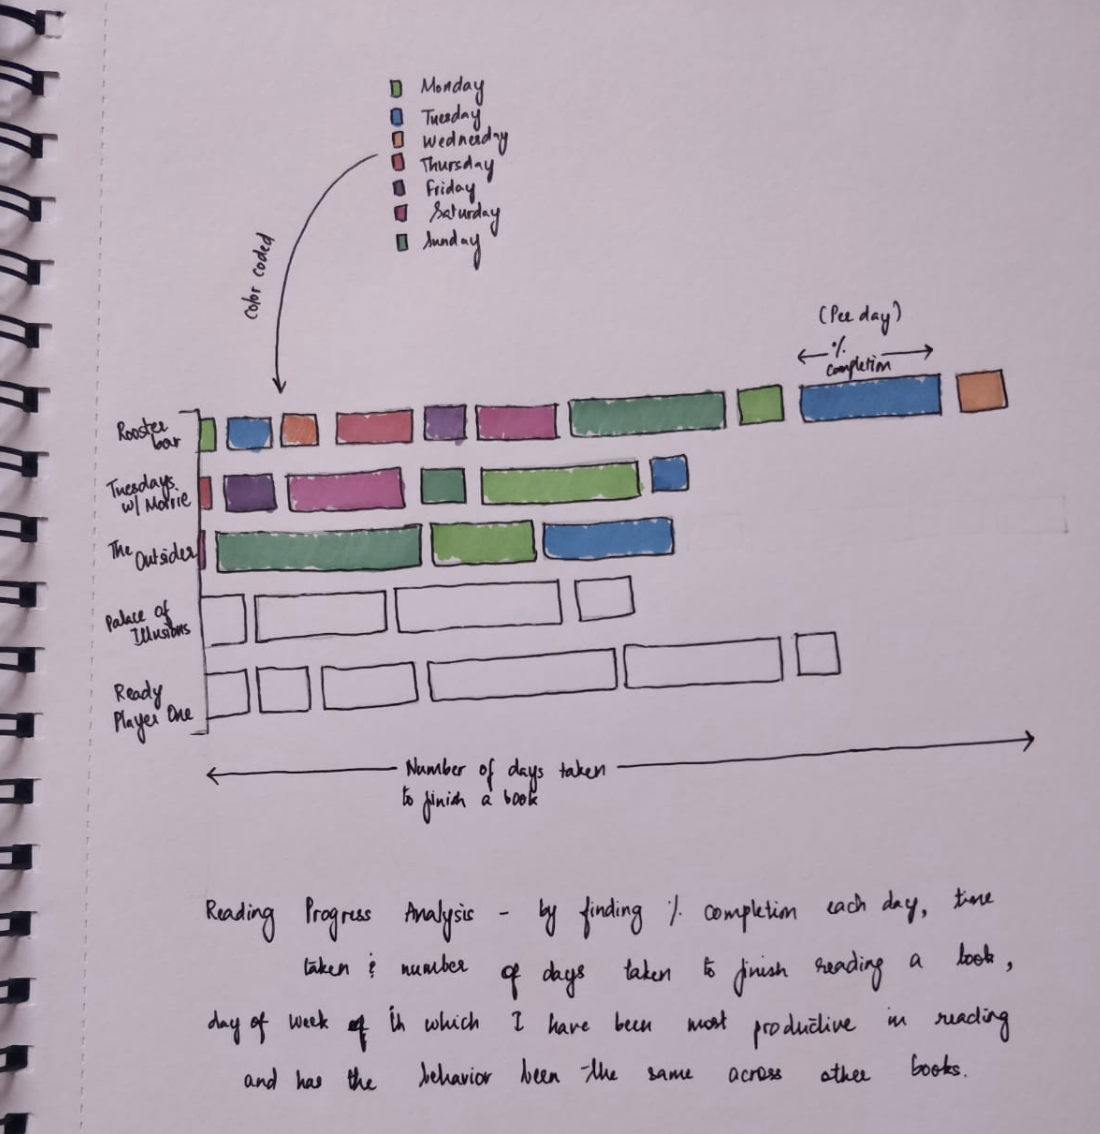 Monday
Tuesday
Wednesday
Thursday
Friday
Saturday
Sunday
color coded
(Per day)
%
completion
Rooster
bar
Tuesdays
w/ Morrie
The Outsider
Palace of
Illusions
Ready
Player One
Number of days taken
to finish a book
Reading Progress Analysis - by finding % completion each day, time
taken & number of days taken to finish reading a book,
day of week in which I have been most productive in reading
and has the behavior been the same across other books.